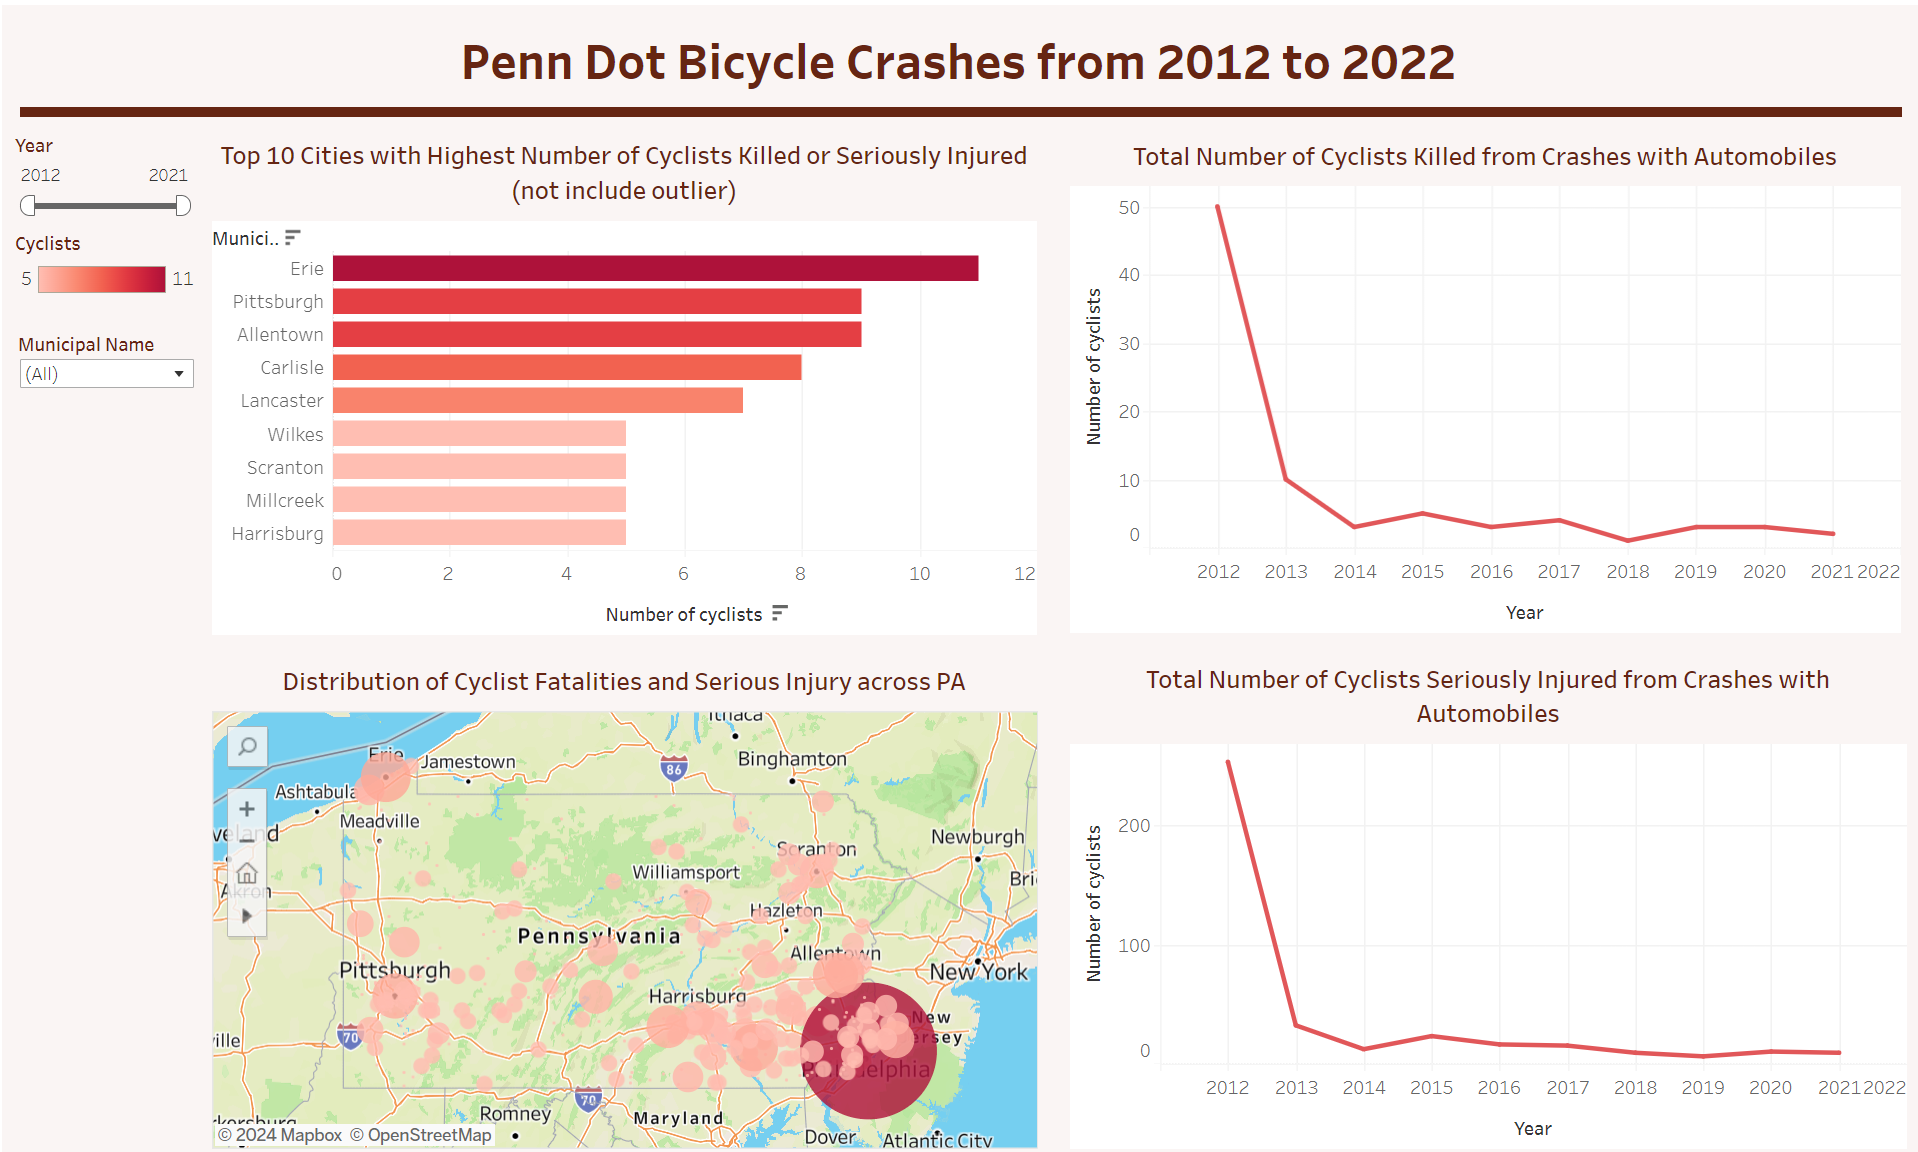 Penn Dot Bicycle Crashes from 2012 to 2022
Year
2012 2021
Cyclists
5 11
Municipal Name
(All)
Top 10 Cities with Highest Number of Cyclists Killed or Seriously Injured
(not include outlier)
Munici..
Erie
Pittsburgh
Allentown
Carlisle
Lancaster
Wilkes
Scranton
Millcreek
Harrisburg
0 2 4 6 8 10 12
Number of cyclists
Total Number of Cyclists Killed from Crashes with Automobiles
Number of cyclists
50
40
30
20
10
0
2012 2013 2014 2015 2016 2017 2018 2019 2020 2021 2022
Year
Distribution of Cyclist Fatalities and Serious Injury across PA
Ithaca
Erie
Jamestown
86
Binghamton
Ashtabula
Meadville
veland
Newburgh
Scranton
Williamsport
Akron
Bri
Hazleton
Pennsylvania
Allentown
Pittsburgh
New York
Harrisburg
New
ersey
70
ille
Philadelphia
70
Romney
Maryland
kersburg
Dover
Atlantic City
© 2024 Mapbox © OpenStreetMap
Total Number of Cyclists Seriously Injured from Crashes with
Automobiles
Number of cyclists
200
100
0
2012 2013 2014 2015 2016 2017 2018 2019 2020 2021 2022
Year